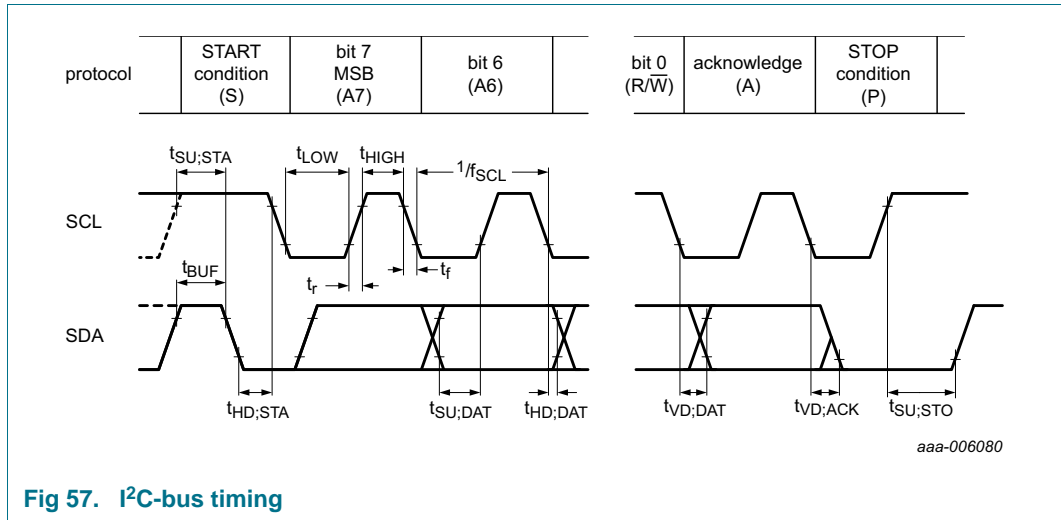 protocol
START
condition
(S)
bit 7
MSB
(A7)
bit 6
(A6)
bit 0
(R/W̅)
acknowledge
(A)
STOP
condition
(P)
tSU;STA
tLOW
tHIGH
1/fSCL
SCL
tBUF
tr
tf
SDA
tHD;STA
tSU;DAT
tHD;DAT
tVD;DAT
tVD;ACK
tSU;STO
aaa-006080
Fig 57. I²C-bus timing